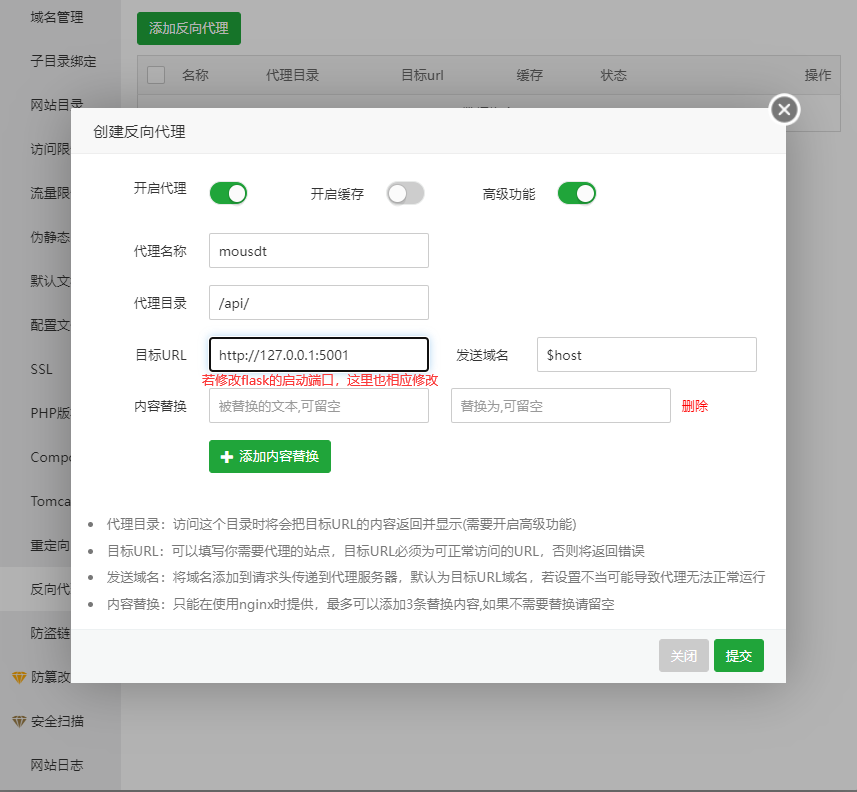 域名管理
添加反向代理
子目录绑定
名称 代理目录 目标url 缓存 状态 操作
网站目录
创建反向代理
访问限
开启代理 开启缓存 高级功能
流量限
伪静态
代理名称 mousdt
默认文
代理目录 /api/
配置文
目标URL http://127.0.0.1:5001 发送域名 $host
SSL
若修改flask的启动端口，这里也相应修改
内容替换 被替换的文本,可留空 替换为,可留空 删除
PHP版
添加内容替换
Compo
Tomca
代理目录：访问这个目录时将会把目标URL的内容返回并显示(需要开启高级功能)
重定向
目标URL：可以填写你需要代理的站点，目标URL必须为可正常访问的URL，否则将返回错误
发送域名：将域名添加到请求头传递到代理服务器，默认为目标URL域名，若设置不当可能导致代理无法正常运行
反向代
内容替换：只能在使用nginx时提供，最多可以添加3条替换内容,如果不需要替换请留空
防盗链
关闭 提交
防篡改
安全扫描
网站日志